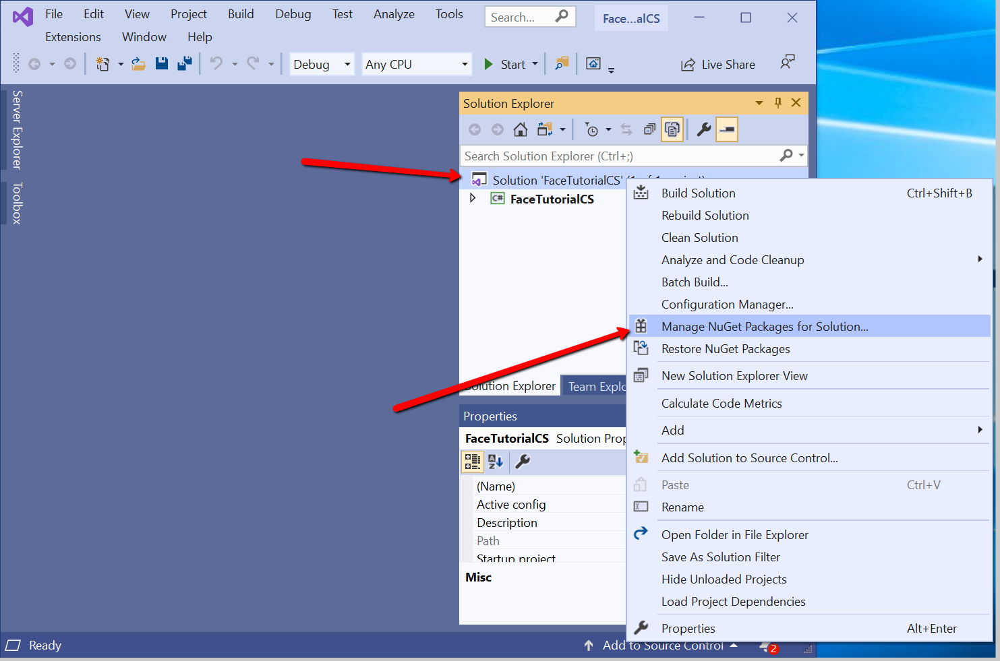 File Edit View Project Build Debug Test Analyze Tools Search... Face...alCS
Extensions Window Help
Debug Any CPU Start Live Share
Server Explorer
Toolbox
Solution Explorer
Search Solution Explorer (Ctrl+;)
Solution 'FaceTutorialCS'
C# FaceTutorialCS
Solution Explorer Team Explo
Properties
FaceTutorialCS Solution Prop
(Name)
Active config
Description
Path
Startup project
Misc
Build Solution Ctrl+Shift+B
Rebuild Solution
Clean Solution
Analyze and Code Cleanup
Batch Build...
Configuration Manager...
Manage NuGet Packages for Solution...
Restore NuGet Packages
New Solution Explorer View
Calculate Code Metrics
Add
Add Solution to Source Control...
Paste Ctrl+V
Rename
Open Folder in File Explorer
Save As Solution Filter
Hide Unloaded Projects
Load Project Dependencies
Properties Alt+Enter
Ready Add to Source Control 2